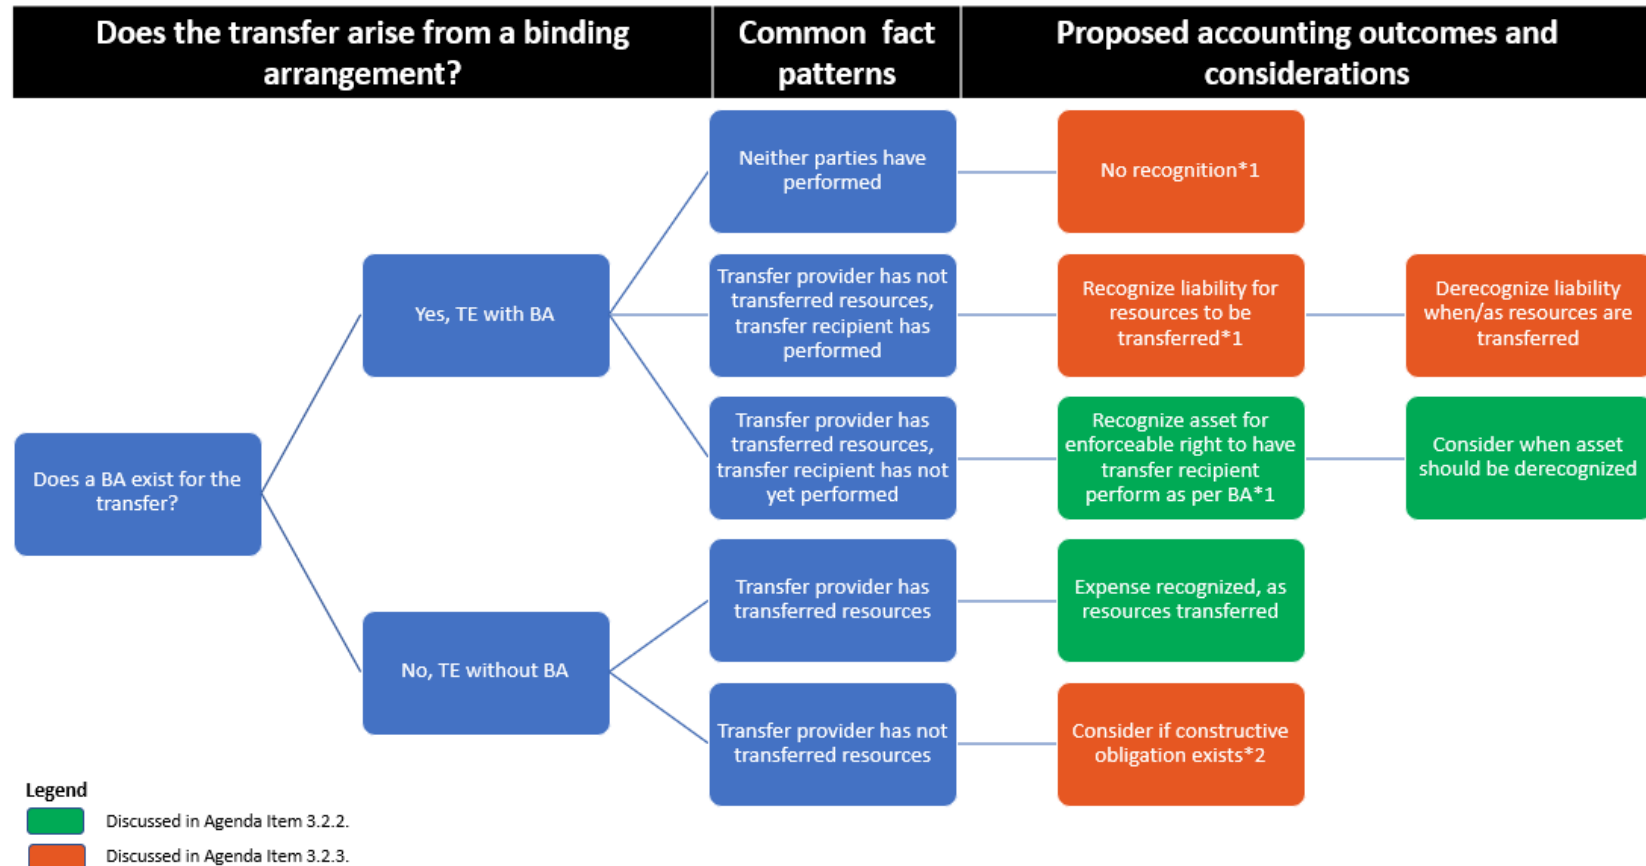 Does the transfer arise from a binding
arrangement?
Common fact
patterns
Proposed accounting outcomes and
considerations
Neither parties have
performed
No recognition*1
Yes, TE with BA
Transfer provider has not
transferred resources,
transfer recipient has
performed
Recognize liability for
resources to be
transferred*1
Derecognize liability
when/as resources are
transferred
Transfer provider has
transferred resources,
transfer recipient has not
yet performed
Recognize asset for
enforceable right to have
transfer recipient
perform as per BA*1
Consider when asset
should be derecognized
Does a BA exist for the
transfer?
Transfer provider has
transferred resources
Expense recognized, as
resources transferred
No, TE without BA
Transfer provider has not
transferred resources
Consider if constructive
obligation exists*2
Legend
Discussed in Agenda Item 3.2.2.
Discussed in Agenda Item 3.2.3.